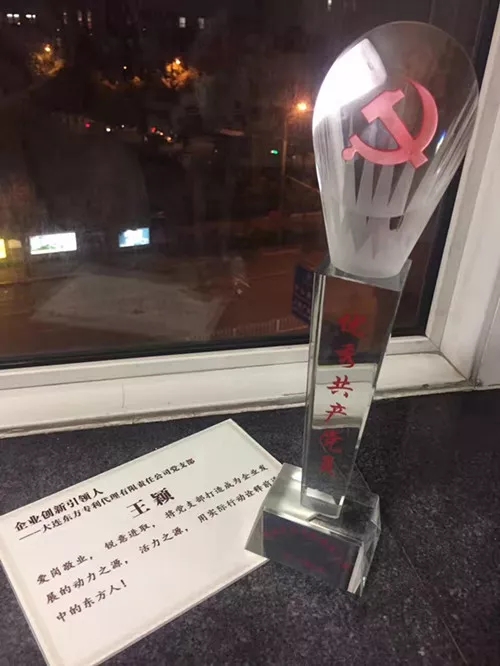 优秀共产党员
企业创新引领人
——大连东方专利代理有限责任公司党支部
王颖
爱岗敬业，锐意进取，将党支部打造成为企业发
展的动力之源，活力之源，用实际行动诠释前进
中的东方人！